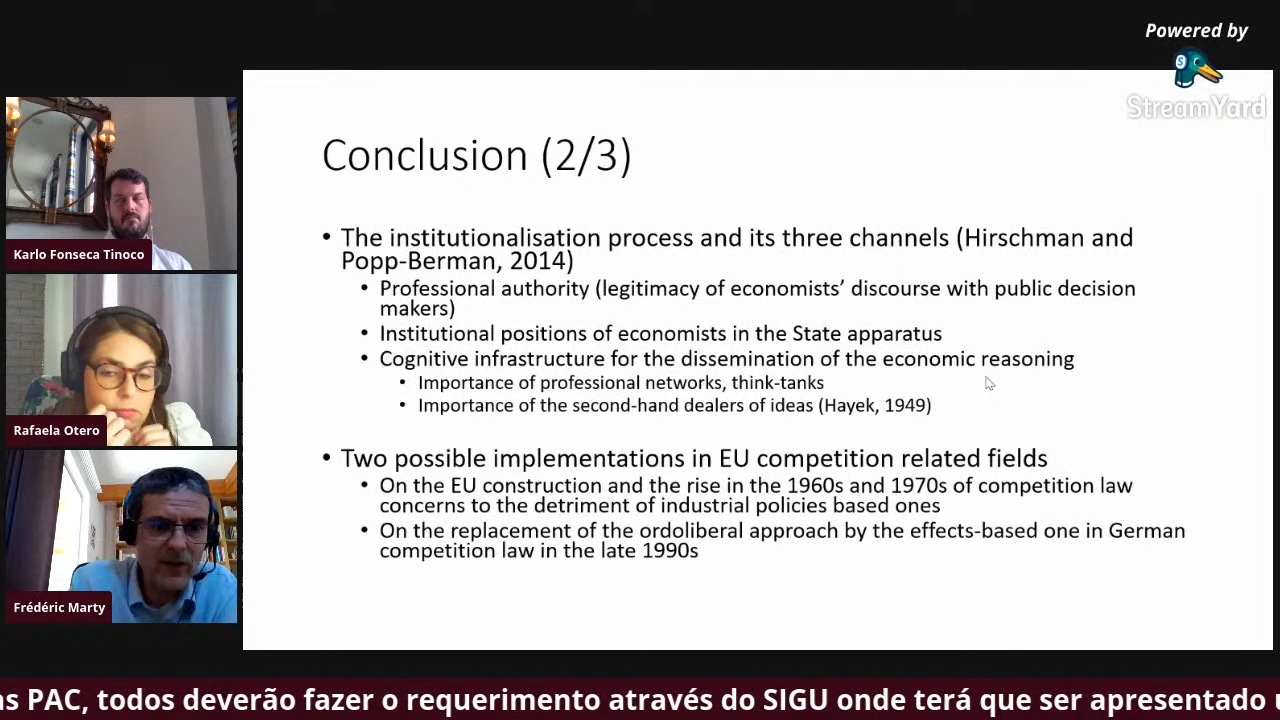 Powered by
StreamYard
Conclusion (2/3)
• The institutionalisation process and its three channels (Hirschman and
Popp-Berman, 2014)
• Professional authority (legitimacy of economists’ discourse with public decision
makers)
• Institutional positions of economists in the State apparatus
• Cognitive infrastructure for the dissemination of the economic reasoning
• Importance of professional networks, think-tanks
• Importance of the second-hand dealers of ideas (Hayek, 1949)
• Two possible implementations in EU competition related fields
• On the EU construction and the rise in the 1960s and 1970s of competition law
concerns to the detriment of industrial policies based ones
• On the replacement of the ordoliberal approach by the effects-based one in German
competition law in the late 1990s
Karlo Fonseca Tinoco
Rafaela Otero
Frédéric Marty
as PAC, todos deverão fazer o requerimento através do SIGU onde terá que ser apresentado